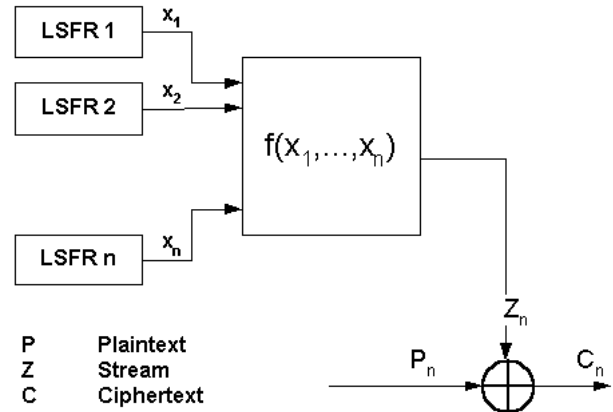 LSFR 1
x1
LSFR 2
x2
f(x1,...,xn)
LSFR n
xn
Zn
Pn
Cn
P Plaintext
Z Stream
C Ciphertext